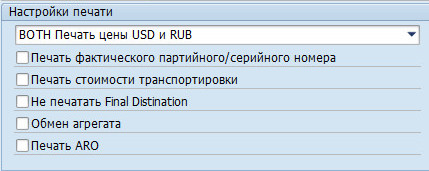 Настройки печати
BOTH Печать цены USD и RUB
Печать фактического партийного/серийного номера
Печать стоимости транспортировки
Не печатать Final Distination
Обмен агрегата
Печать ARO